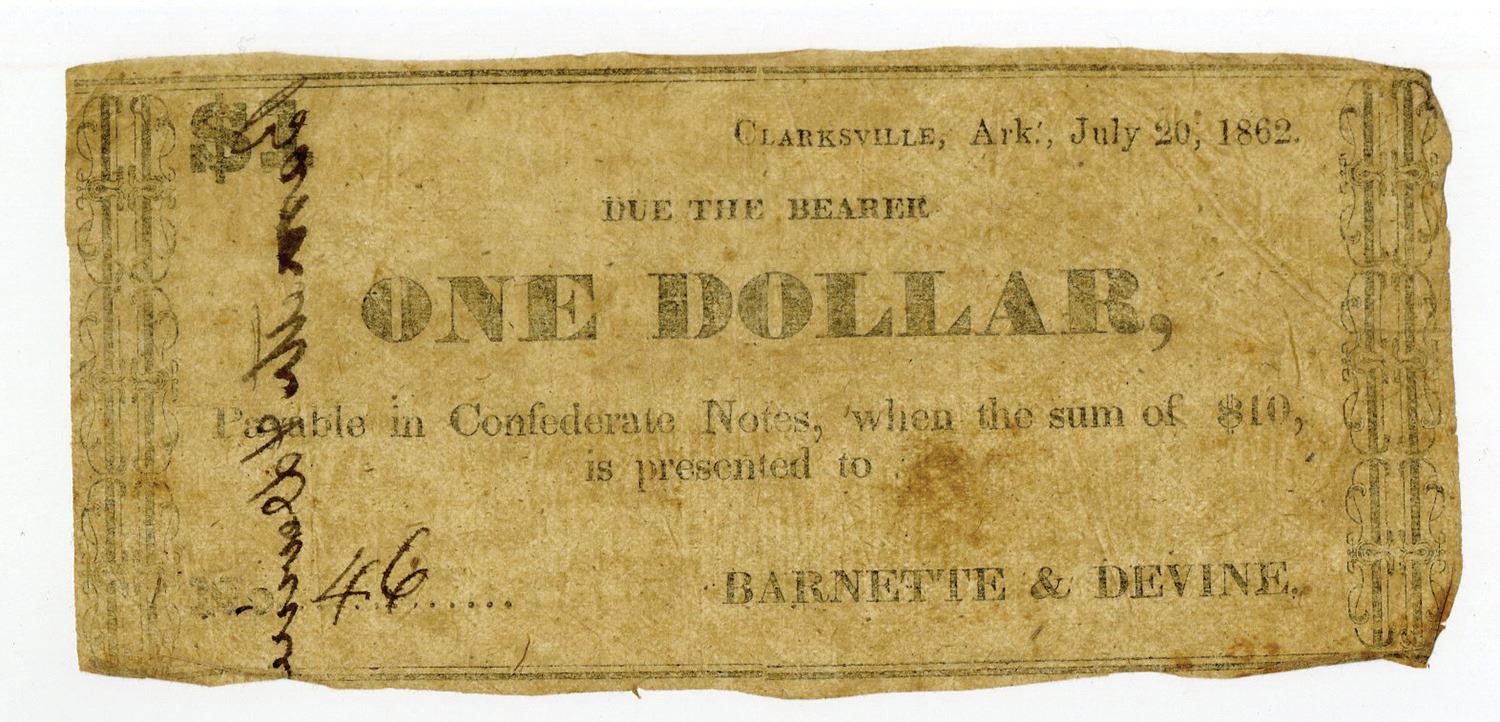 $1
CLARKSVILLE, Ark., July 20, 1862.
DUE THE BEARER
ONE DOLLAR,
Payable in Confederate Notes, when the sum of $10,
is presented to
No. 46
BARNETTE & DEVINE.